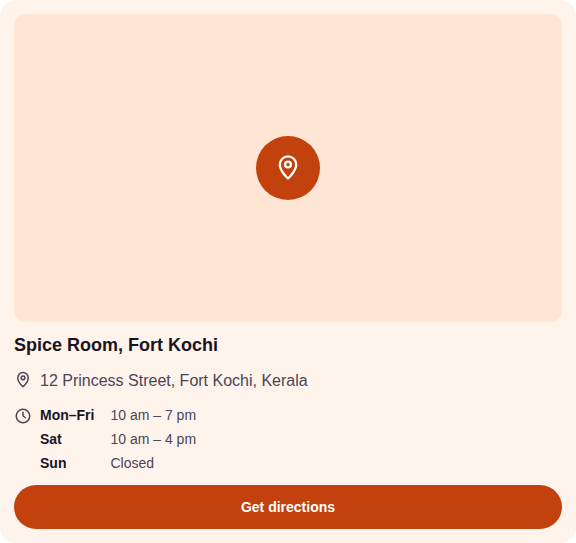 Spice Room, Fort Kochi
12 Princess Street, Fort Kochi, Kerala
Mon–Fri 10 am – 7 pm
Sat 10 am – 4 pm
Sun Closed
Get directions